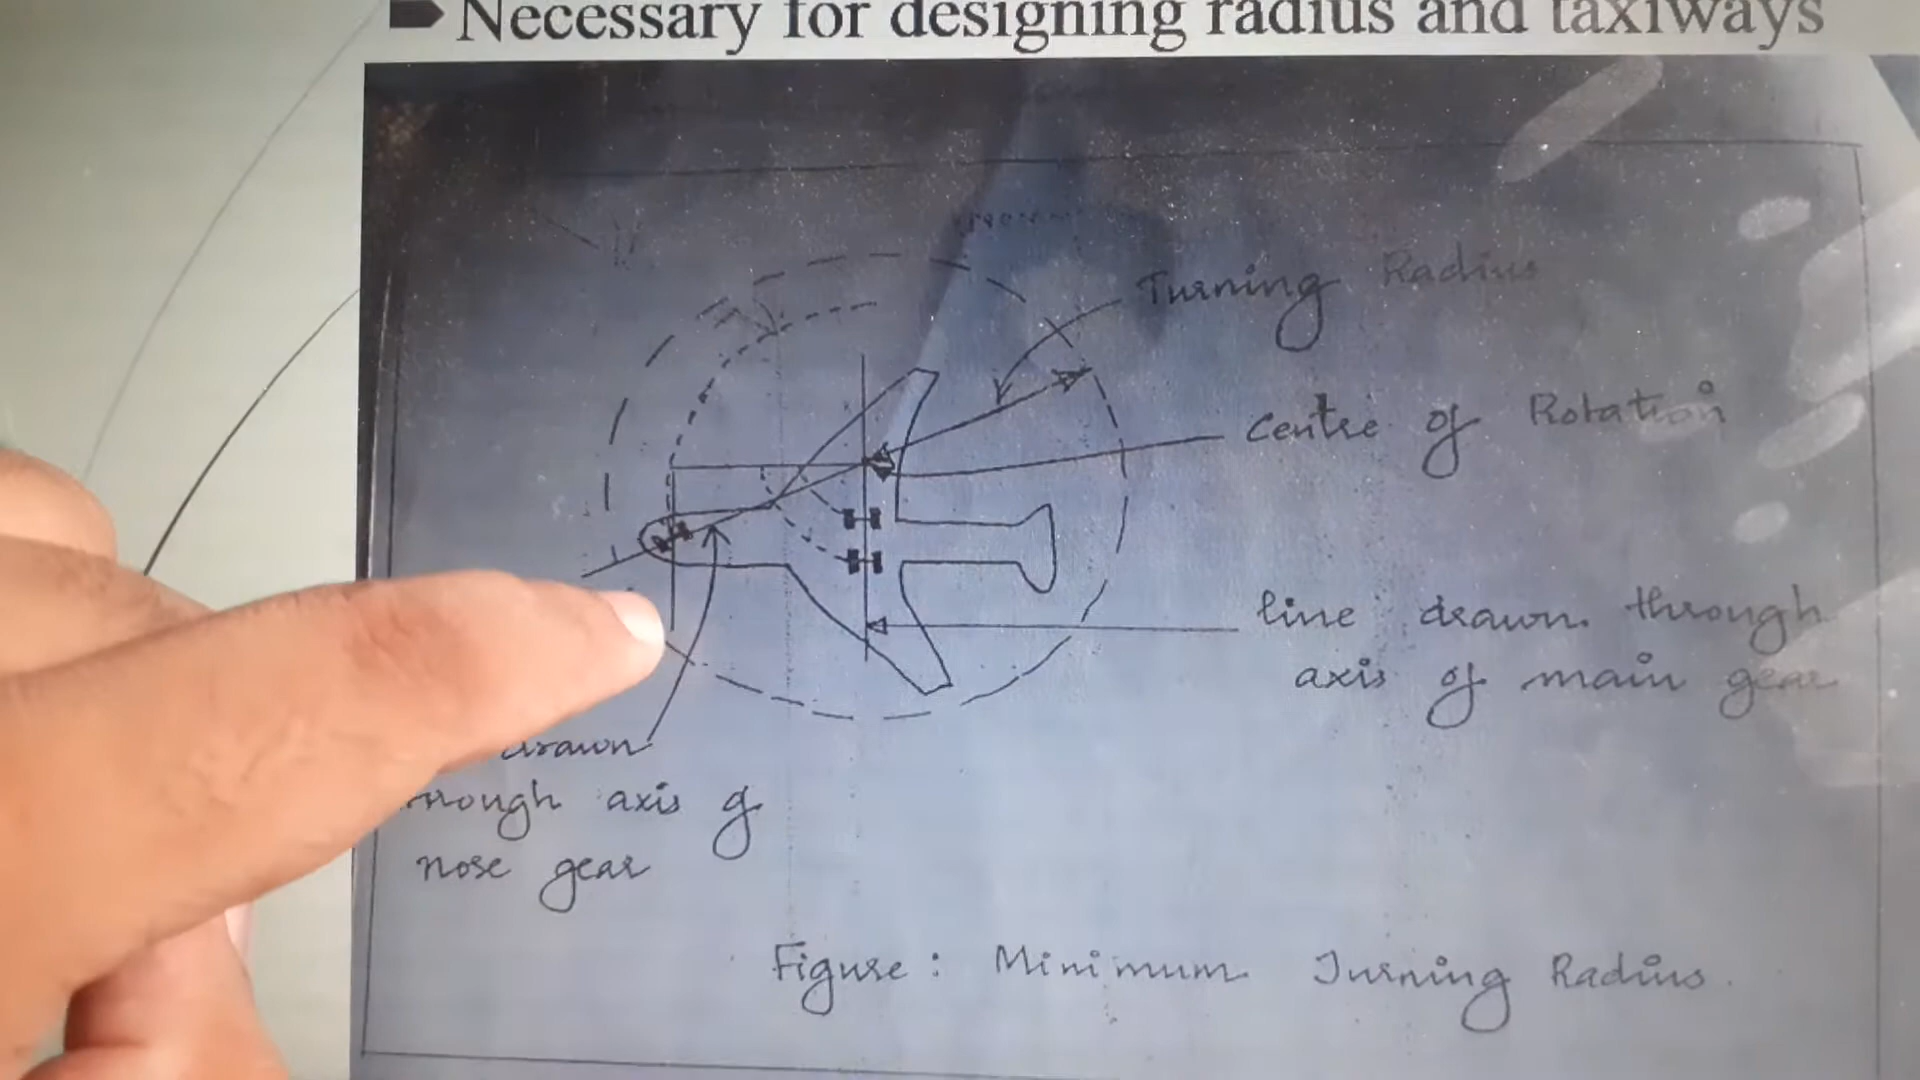 Necessary for designing radius and taxiways
Turning Radius
Centre of Rotation
line drawn through
axis of main gear
drawn
through axis of
nose gear
Figure: Minimum Turning Radius.